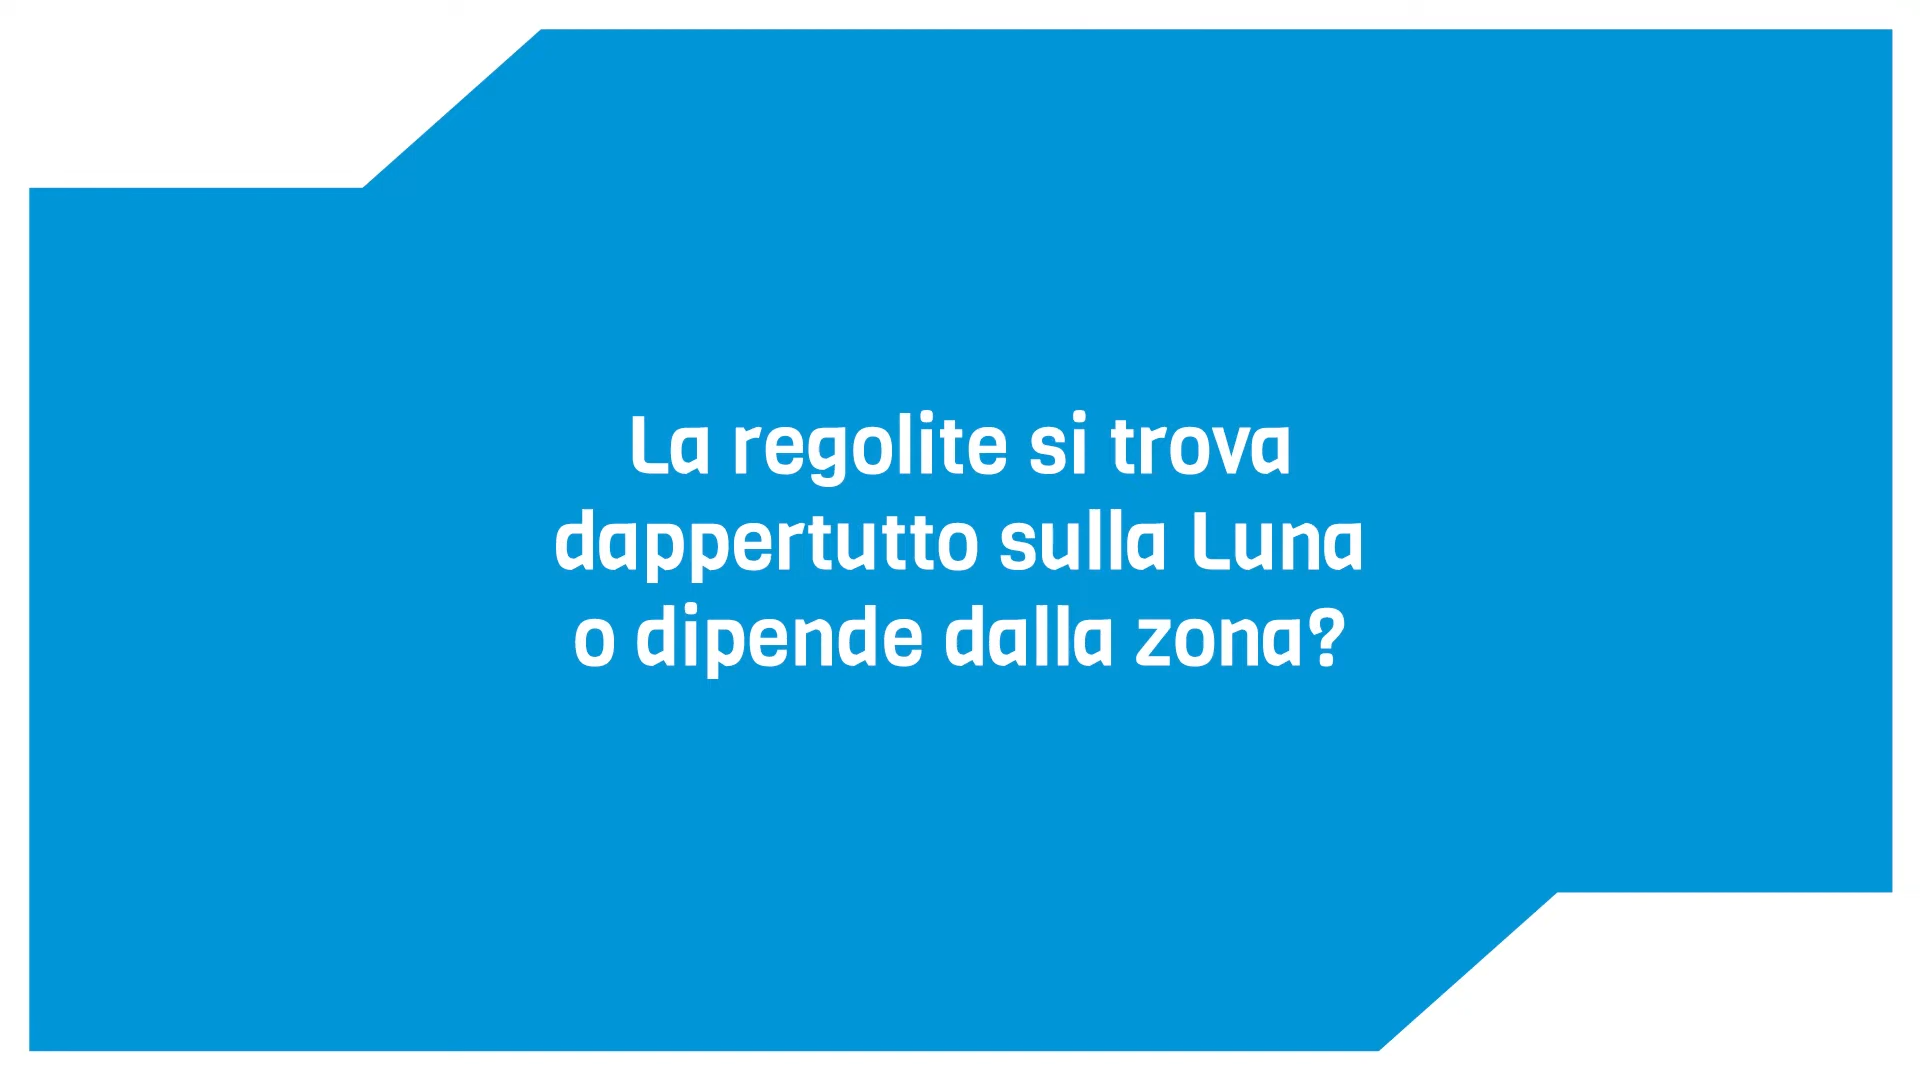 La regolite si trova
dappertutto sulla Luna
o dipende dalla zona?